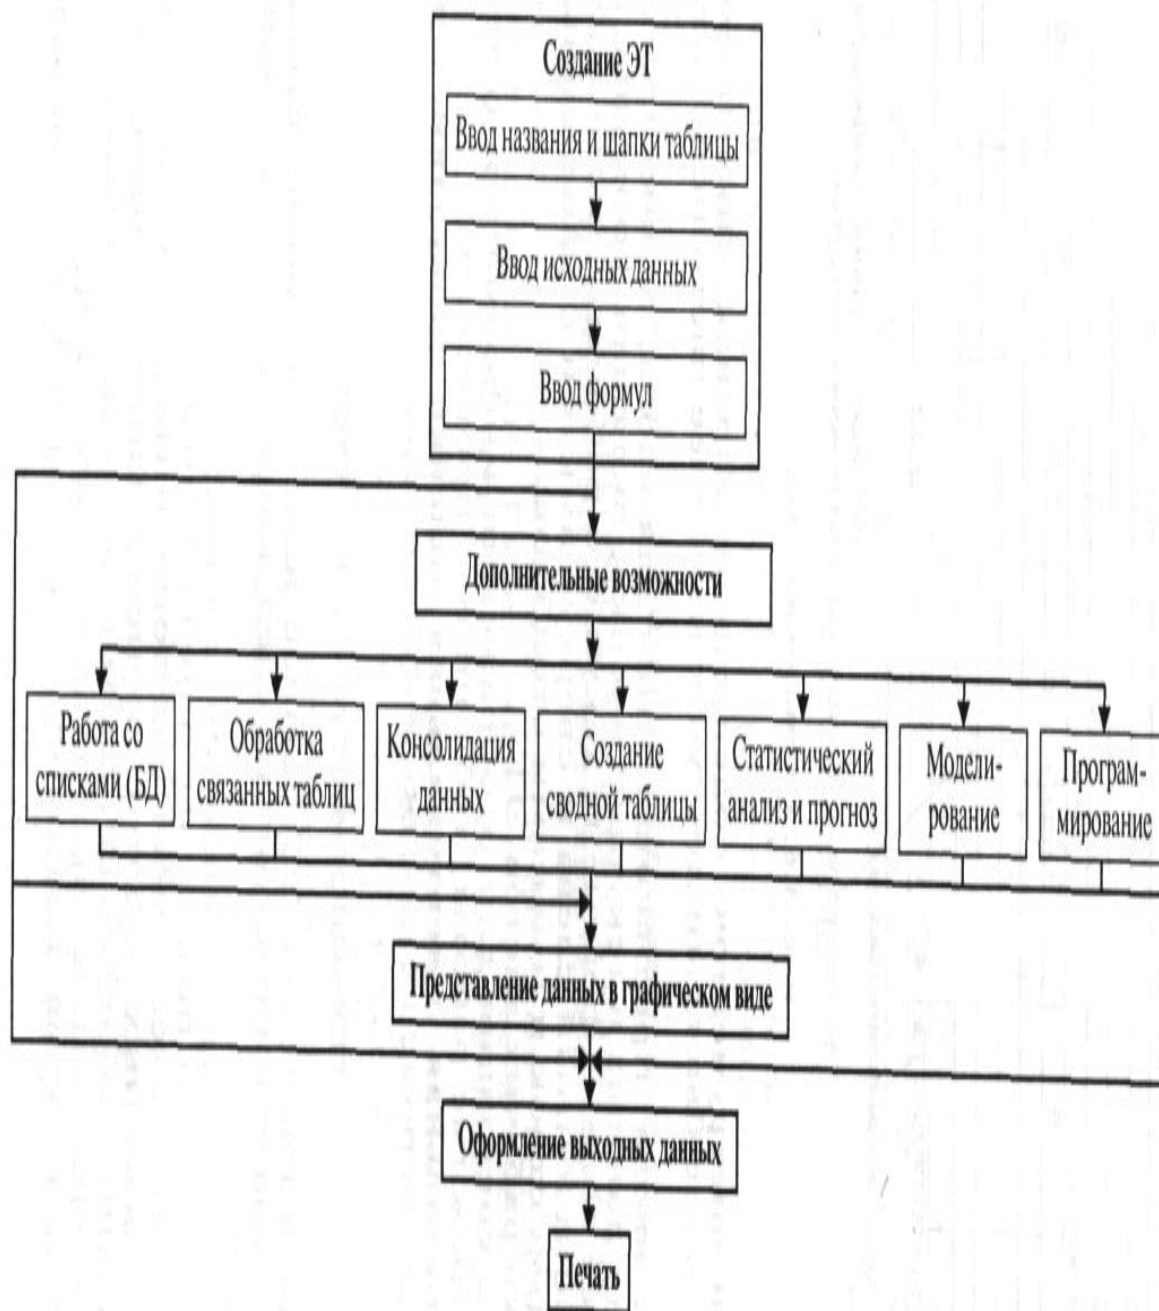 Создание ЭТ
Ввод названия и шапки таблицы
Ввод исходных данных
Ввод формул
Дополнительные возможности
Работа со
списками (БД)
Обработка
связанных таблиц
Консолидация
данных
Создание
сводной таблицы
Статистический
анализ и прогноз
Модели-
рование
Програм-
мирование
Представление данных в графическом виде
Оформление выходных данных
Печать